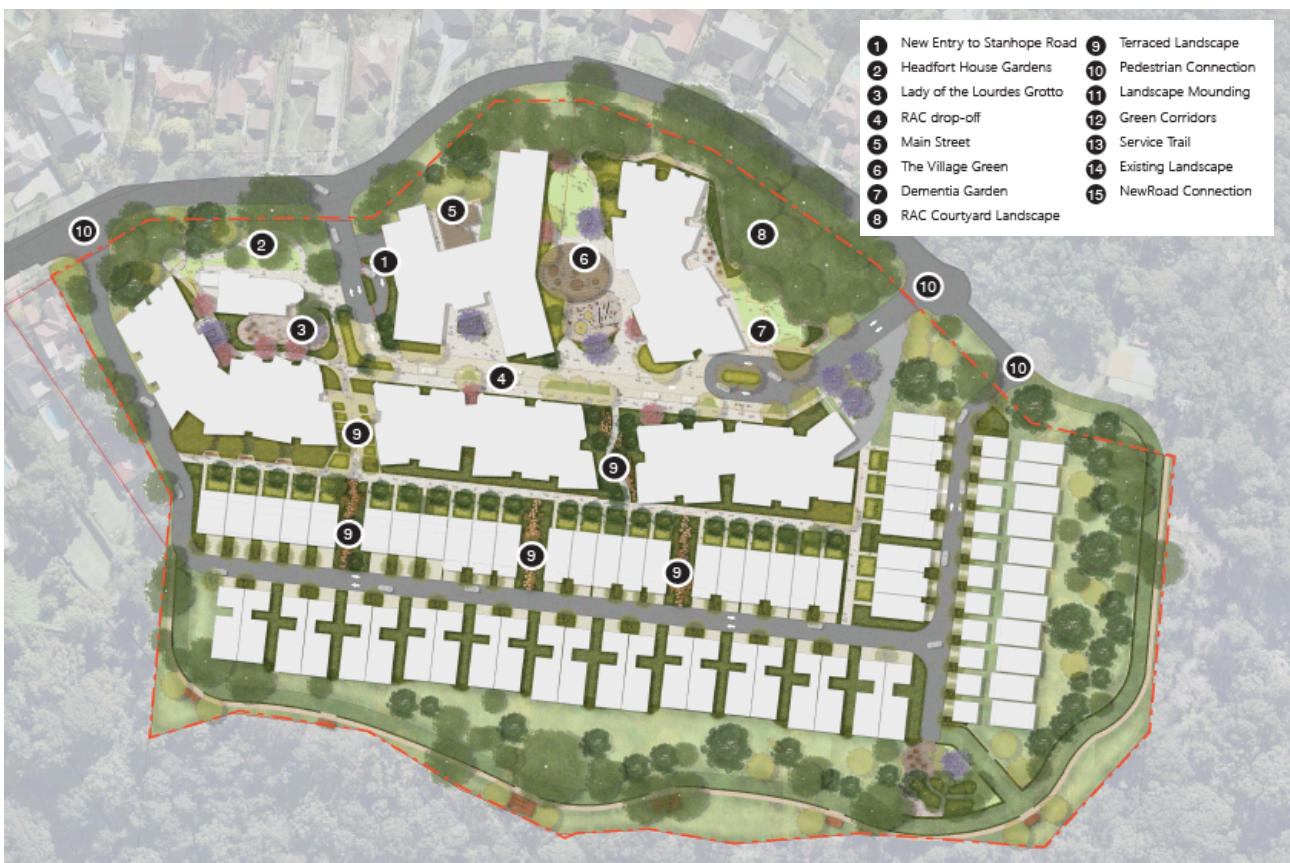 1 New Entry to Stanhope Road
2 Headfort House Gardens
3 Lady of the Lourdes Grotto
4 RAC drop-off
5 Main Street
6 The Village Green
7 Dementia Garden
8 RAC Courtyard Landscape
9 Terraced Landscape
10 Pedestrian Connection
11 Landscape Mounding
12 Green Corridors
13 Service Trail
14 Existing Landscape
15 NewRoad Connection
10
2
5
8
6
1
10
3
7
10
4
9
9
9
9
9